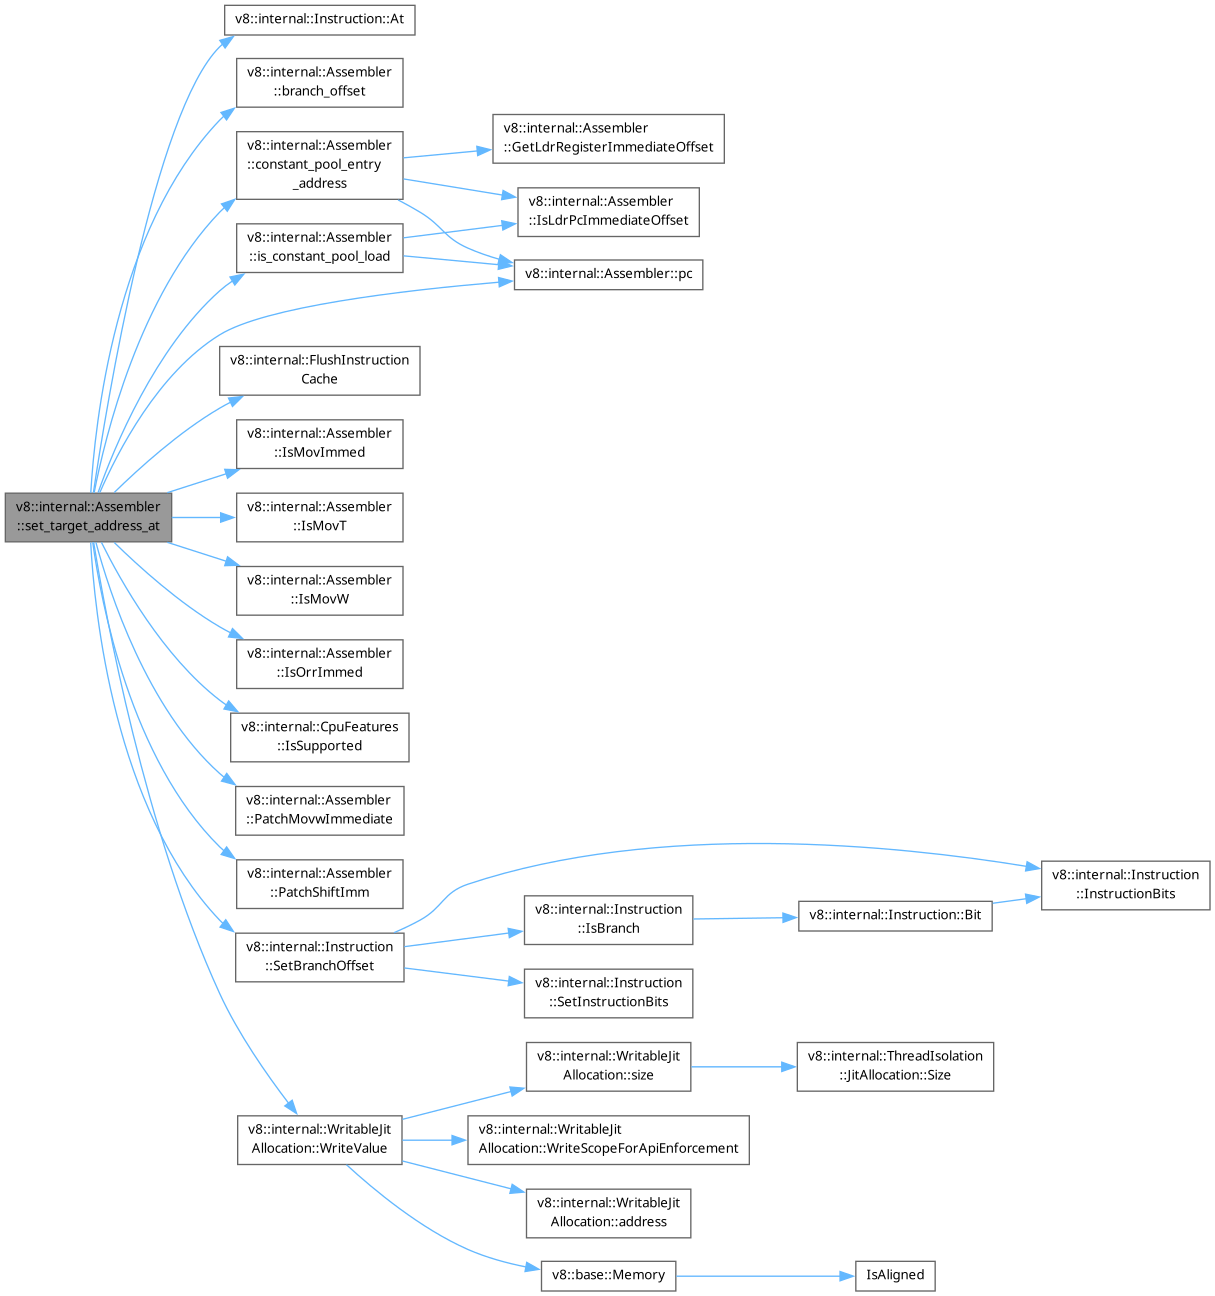 v8::internal::Instruction::At
v8::internal::Assembler
::branch_offset
v8::internal::Assembler
::constant_pool_entry
_address
v8::internal::Assembler
::GetLdrRegisterImmediateOffset
v8::internal::Assembler
::IsLdrPcImmediateOffset
v8::internal::Assembler
::is_constant_pool_load
v8::internal::Assembler::pc
v8::internal::FlushInstruction
Cache
v8::internal::Assembler
::IsMovImmed
v8::internal::Assembler
::set_target_address_at
v8::internal::Assembler
::IsMovT
v8::internal::Assembler
::IsMovW
v8::internal::Assembler
::IsOrrImmed
v8::internal::CpuFeatures
::IsSupported
v8::internal::Assembler
::PatchMovwImmediate
v8::internal::Assembler
::PatchShiftImm
v8::internal::Instruction
::InstructionBits
v8::internal::Instruction
::IsBranch
v8::internal::Instruction::Bit
v8::internal::Instruction
::SetBranchOffset
v8::internal::Instruction
::SetInstructionBits
v8::internal::WritableJit
Allocation::size
v8::internal::ThreadIsolation
::JitAllocation::Size
v8::internal::WritableJit
Allocation::WriteValue
v8::internal::WritableJit
Allocation::WriteScopeForApiEnforcement
v8::internal::WritableJit
Allocation::address
v8::base::Memory
IsAligned